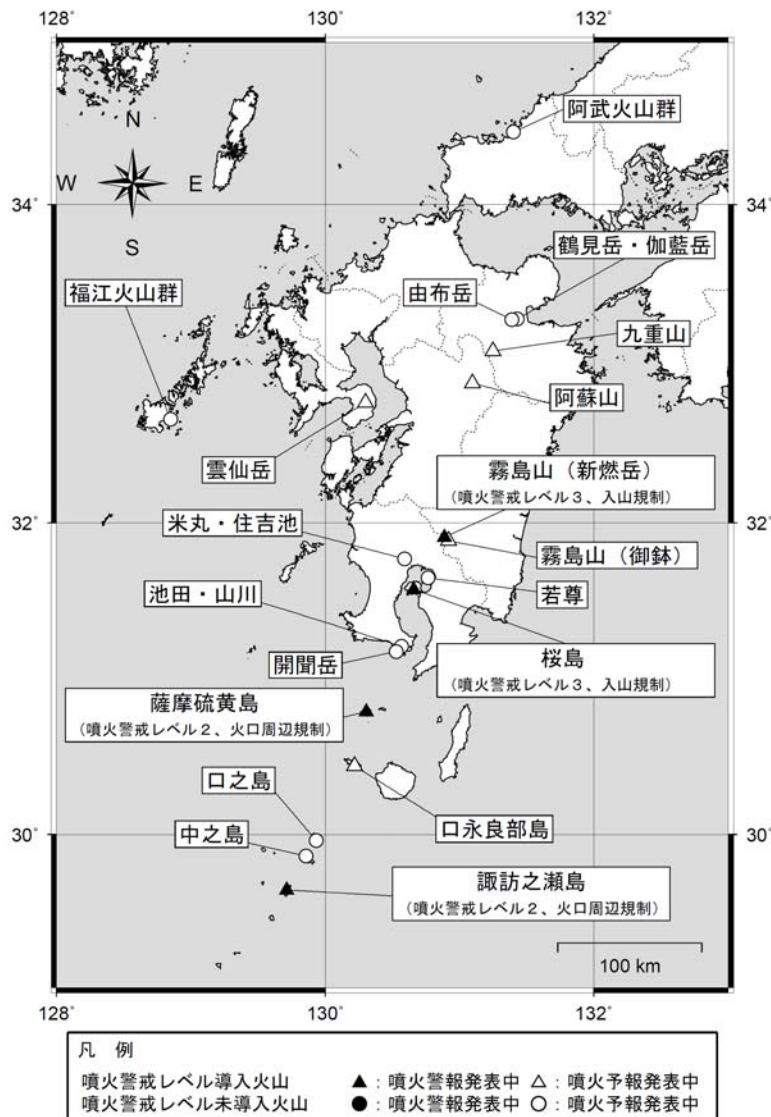 128˚
130˚
132˚
阿武火山群
N
W
E
S
34˚
34˚
鶴見岳・伽藍岳
福江火山群
由布岳
九重山
阿蘇山
雲仙岳
霧島山（新燃岳）
（噴火警戒レベル３、入山規制）
米丸・住吉池
32˚
32˚
霧島山（御鉢）
池田・山川
若尊
開聞岳
桜島
（噴火警戒レベル３、入山規制）
薩摩硫黄島
（噴火警戒レベル２、火口周辺規制）
口之島
口永良部島
中之島
30˚
30˚
諏訪之瀬島
（噴火警戒レベル２、火口周辺規制）
100 km
128˚
130˚
132˚
凡　例
噴火警戒レベル導入火山　▲：噴火警報発表中　△：噴火予報発表中
噴火警戒レベル未導入火山　●：噴火警報発表中　○：噴火予報発表中